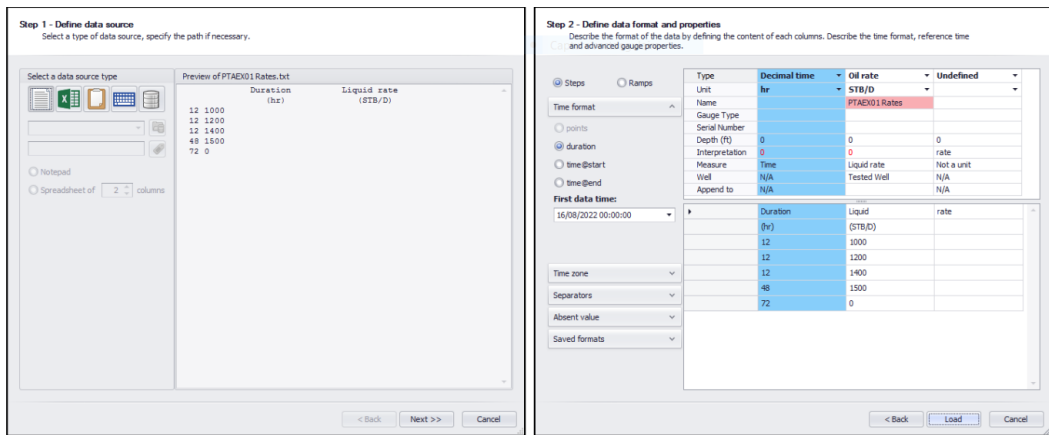 Step 1 - Define data source
Select a type of data source, specify the path if necessary.
Select a data source type
Preview of PTAEX01 Rates.txt
Duration Liquid rate
(hr) (STB/D)
12 1000
12 1200
12 1400
48 1500
72 0
Notepad
Spreadsheet of 2 columns
< Back Next >> Cancel
Step 2 - Define data format and properties
Describe the format of the data by defining the content of each columns. Describe the time format, reference time
and advanced gauge properties.
Steps Ramps
Time format
points
duration
time@start
time@end
First data time:
16/08/2022 00:00:00
Time zone
Separators
Absent value
Saved formats
Type Decimal time Oil rate Undefined
Unit hr STB/D
Name PTAEX01 Rates
Gauge Type
Serial Number
Depth (ft) 0 0 0
Interpretation 0 0 rate
Measure Time Liquid rate Not a unit
Well N/A Tested Well N/A
Append to N/A N/A
Duration Liquid rate
(hr) (STB/D)
12 1000
12 1200
12 1400
48 1500
72 0
< Back Load Cancel